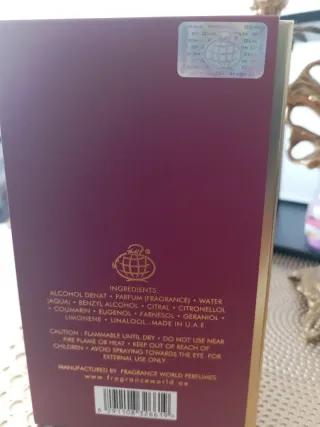 INGREDIENTS:
ALCOHOL DENAT • PARFUM (FRAGRANCE) • WATER
(AQUA) • BENZYL ALCOHOL • CITRAL • CITRONELLOL
• COUMARIN • EUGENOL • FARNESOL • GERANIOL •
LIMONENE • LINALOOL. MADE IN U.A.E.
CAUTION : FLAMMABLE UNTIL DRY • DO NOT USE NEAR
FIRE FLAME OR HEAT • KEEP OUT OF REACH OF
CHILDREN • AVOID SPRAYING TOWARDS THE EYE. FOR
EXTERNAL USE ONLY
MANUFACTURED BY FRAGRANCE WORLD PERFUMES
www.fragranceworld.ae